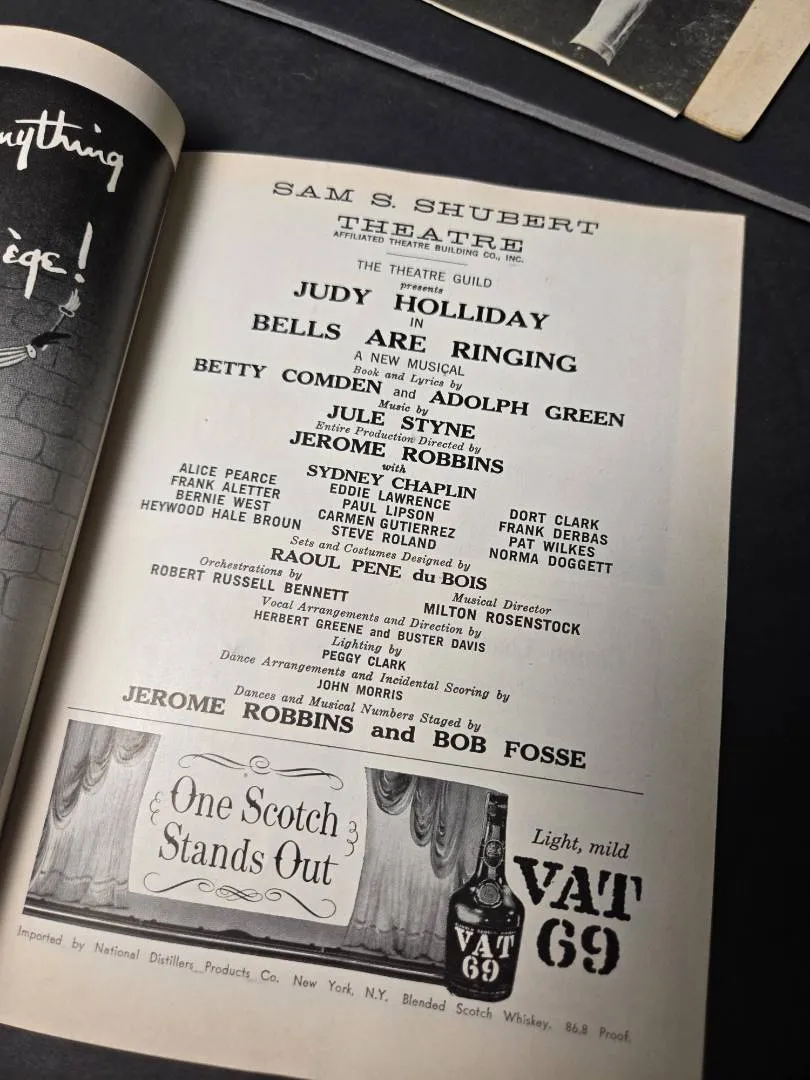 nything
ège!
SAM S. SHUBERT
THEATRE
AFFILIATED THEATRE BUILDING CO., INC.
THE THEATRE GUILD
presents
JUDY HOLLIDAY
IN
BELLS ARE RINGING
A NEW MUSICAL
Book and Lyrics by
BETTY COMDEN and ADOLPH GREEN
Music by
JULE STYNE
Entire Production Directed by
JEROME ROBBINS
with
SYDNEY CHAPLIN
ALICE PEARCE EDDIE LAWRENCE DORT CLARK
FRANK ALETTER PAUL LIPSON FRANK DERBAS
BERNIE WEST CARMEN GUTIERREZ PAT WILKES
HEYWOOD HALE BROUN STEVE ROLAND NORMA DOGGETT
Sets and Costumes Designed by
RAOUL PENE du BOIS
Orchestrations by Musical Director
ROBERT RUSSELL BENNETT MILTON ROSENSTOCK
Vocal Arrangements and Direction by
HERBERT GREENE and BUSTER DAVIS
Lighting by
PEGGY CLARK
Dance Arrangements and Incidental Scoring by
JOHN MORRIS
Dances and Musical Numbers Staged by
JEROME ROBBINS and BOB FOSSE
One Scotch
Stands Out
Light, mild
VAT
69
VAT
69
Imported by National Distillers Products Co. New York, N.Y. Blended Scotch Whiskey, 86.8 Proof.